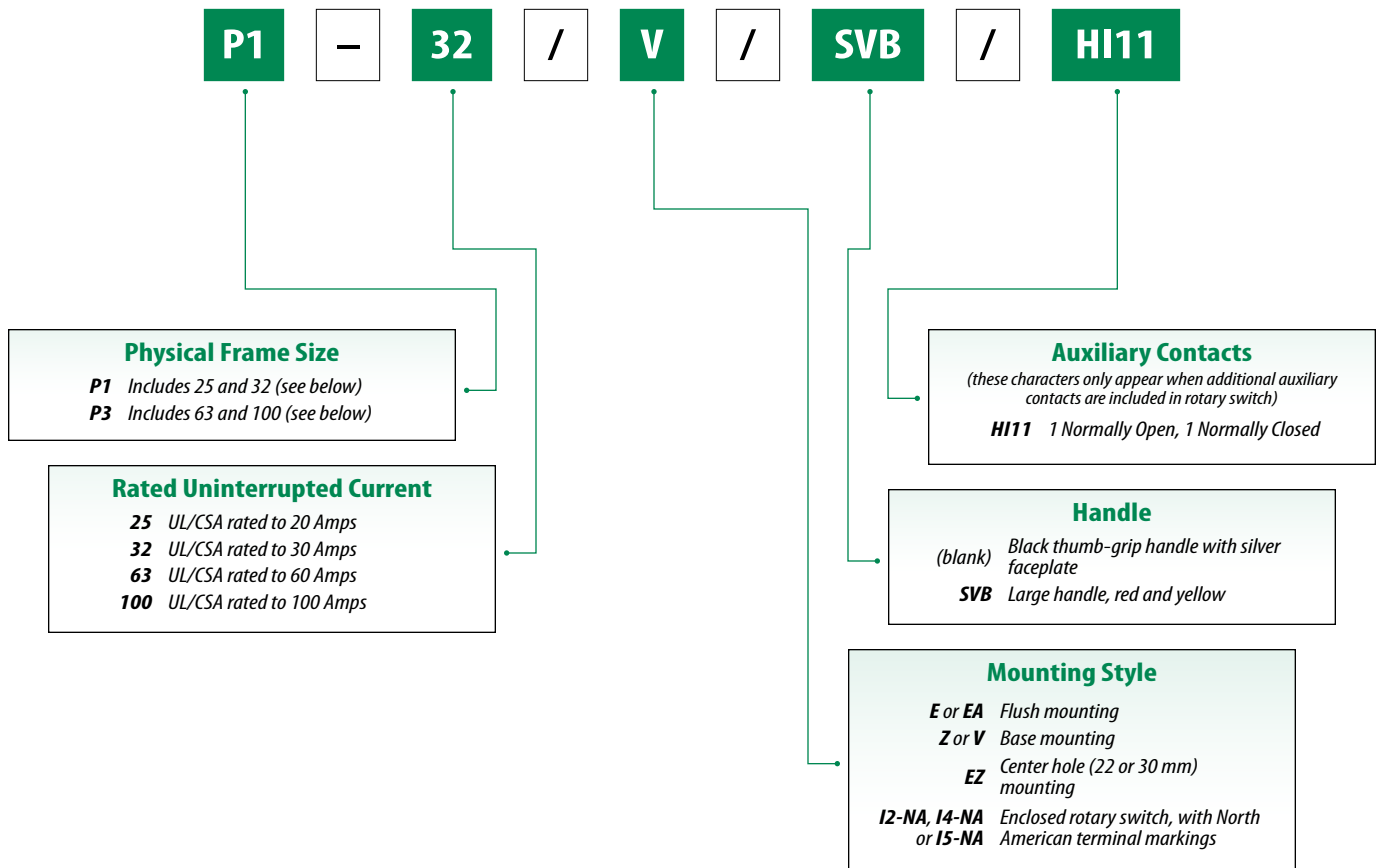 P1 – 32 / V / SVB / HI11
Physical Frame Size
P1 Includes 25 and 32 (see below)
P3 Includes 63 and 100 (see below)
Rated Uninterrupted Current
25 UL/CSA rated to 20 Amps
32 UL/CSA rated to 30 Amps
63 UL/CSA rated to 60 Amps
100 UL/CSA rated to 100 Amps
Auxiliary Contacts
(these characters only appear when additional auxiliary
contacts are included in rotary switch)
HI11 1 Normally Open, 1 Normally Closed
Handle
(blank) Black thumb-grip handle with silver
faceplate
SVB Large handle, red and yellow
Mounting Style
E or EA Flush mounting
Z or V Base mounting
EZ Center hole (22 or 30 mm)
mounting
I2-NA, I4-NA Enclosed rotary switch, with North
or I5-NA American terminal markings